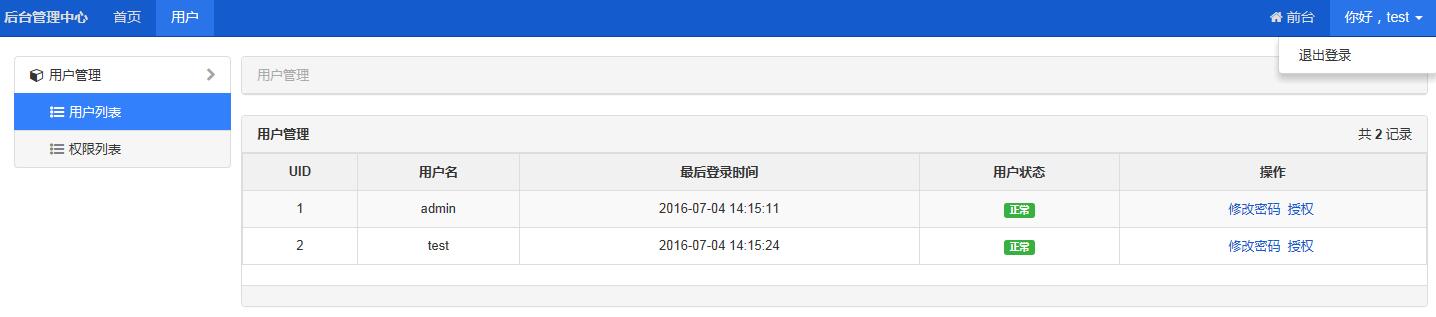 后台管理中心 首页 用户 前台 你好，test
退出登录
用户管理
用户列表
权限列表
用户管理
用户管理 共 2 记录
UID 用户名 最后登录时间 用户状态 操作
1 admin 2016-07-04 14:15:11 正常 修改密码 授权
2 test 2016-07-04 14:15:24 正常 修改密码 授权